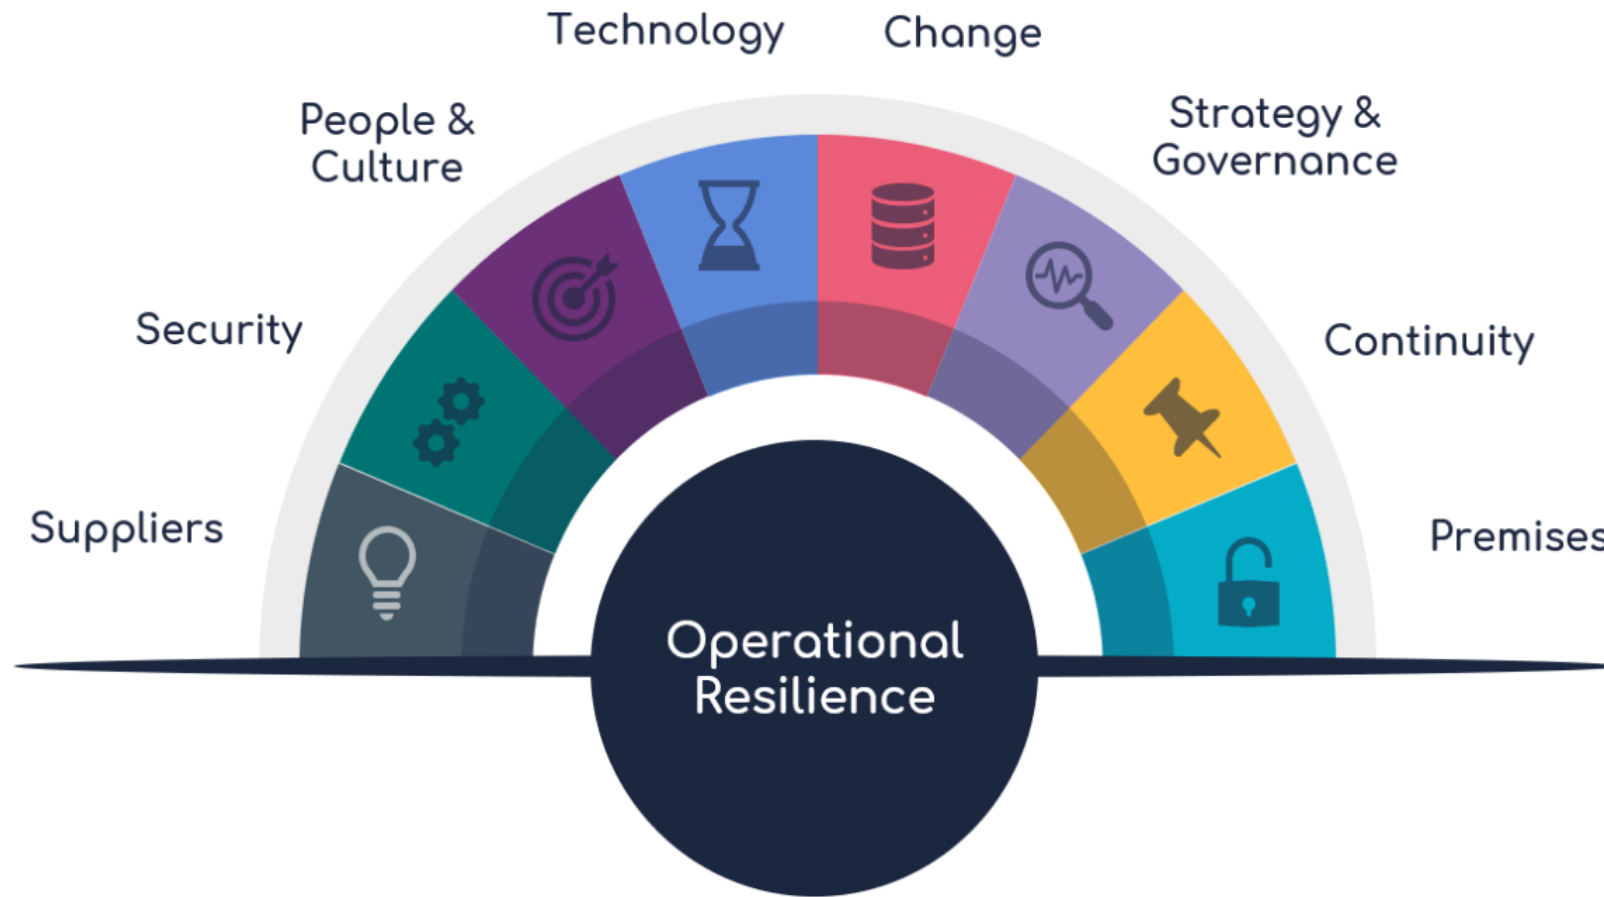 Technology
Change
People &
Culture
Strategy &
Governance
Security
Continuity
Suppliers
Premises
Operational
Resilience